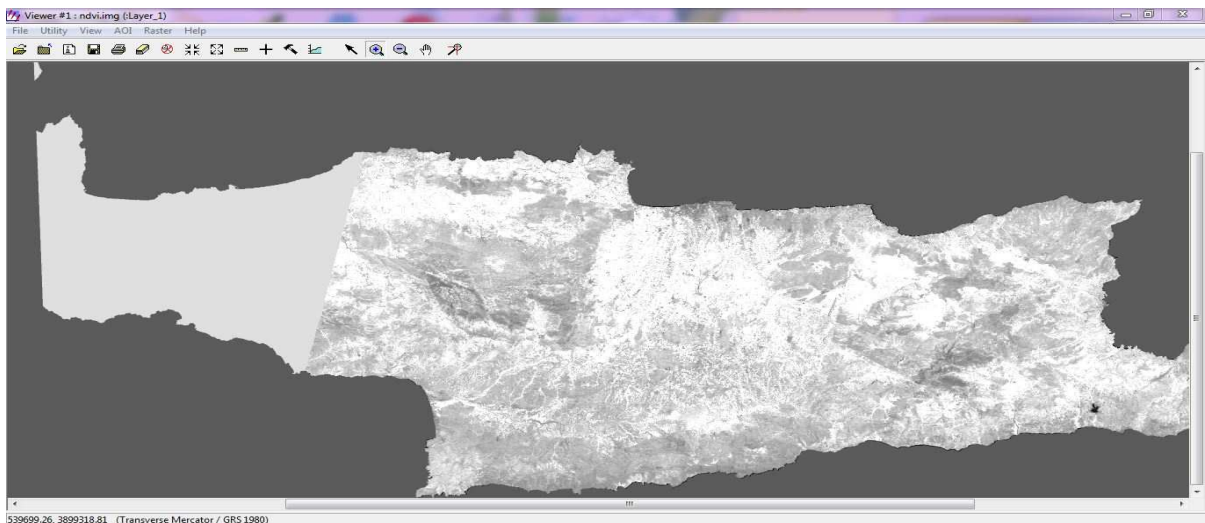 Viewer #1 : ndvi.img (:Layer_1)
File Utility View AOI Raster Help
539699.26, 3899318.81 (Transverse Mercator / GRS 1980)